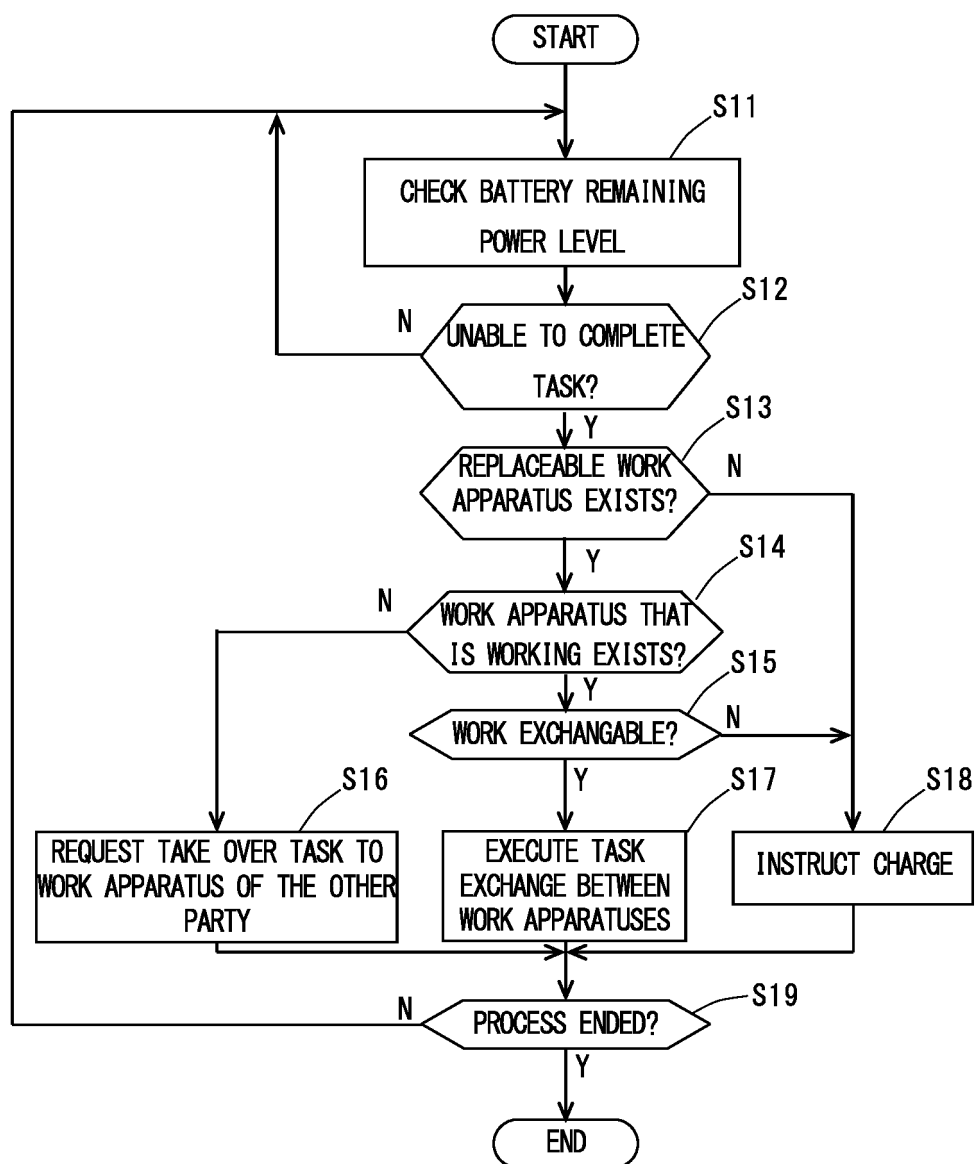 START
S11
CHECK BATTERY REMAINING
POWER LEVEL
S12
N
UNABLE TO COMPLETE
TASK?
Y
S13
REPLACEABLE WORK
APPARATUS EXISTS?
N
Y
S14
N
WORK APPARATUS THAT
IS WORKING EXISTS?
Y
S15
WORK EXCHANGABLE?
N
Y
S16
REQUEST TAKE OVER TASK TO
WORK APPARATUS OF THE OTHER
PARTY
S17
EXECUTE TASK
EXCHANGE BETWEEN
WORK APPARATUSES
S18
INSTRUCT CHARGE
S19
N
PROCESS ENDED?
Y
END